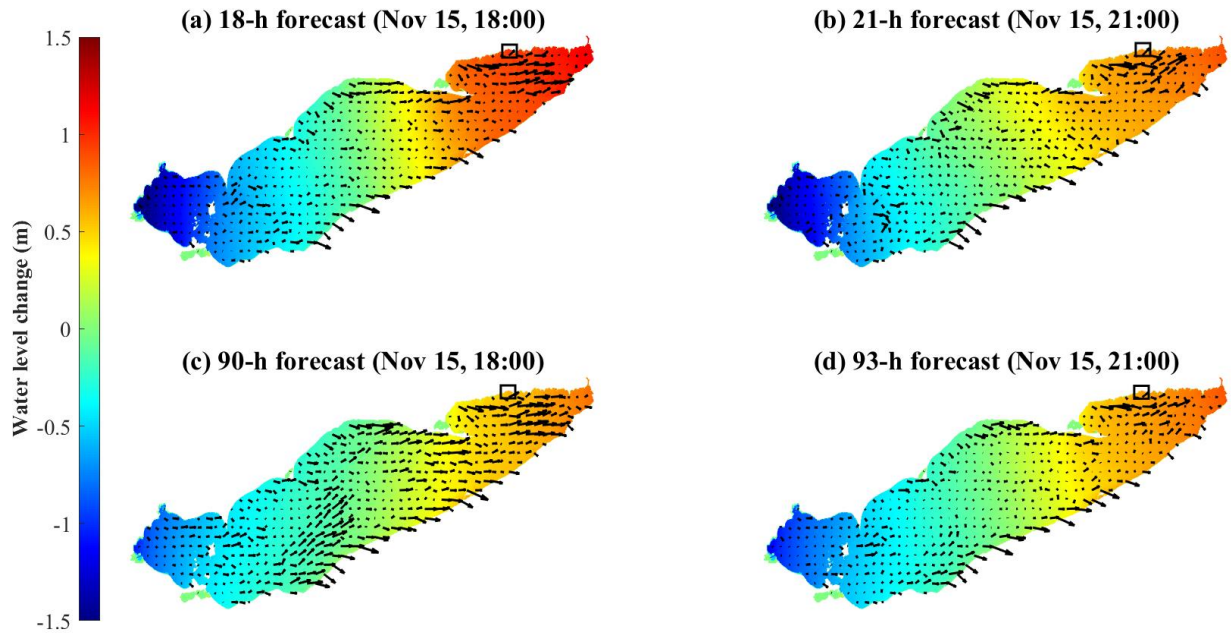 (a) 18-h forecast (Nov 15, 18:00)
(b) 21-h forecast (Nov 15, 21:00)
1.5
1
0.5
0
-0.5
-1
-1.5
Water level change (m)
(c) 90-h forecast (Nov 15, 18:00)
(d) 93-h forecast (Nov 15, 21:00)